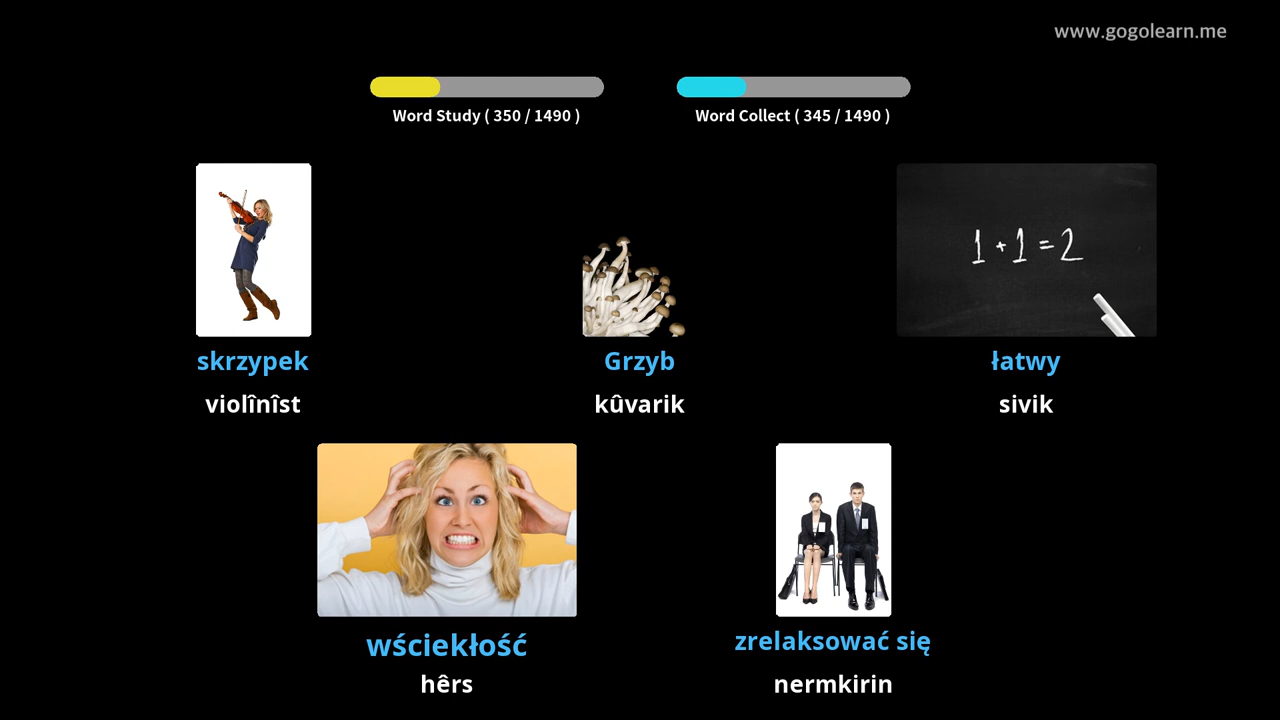 www.gogolearn.me
Word Study ( 350 / 1490 )
Word Collect ( 345 / 1490 )
1 + 1 = 2
skrzypek
Grzyb
łatwy
violînîst
kûvarik
sivik
wściekłość
zrelaksować się
hêrs
nermkirin